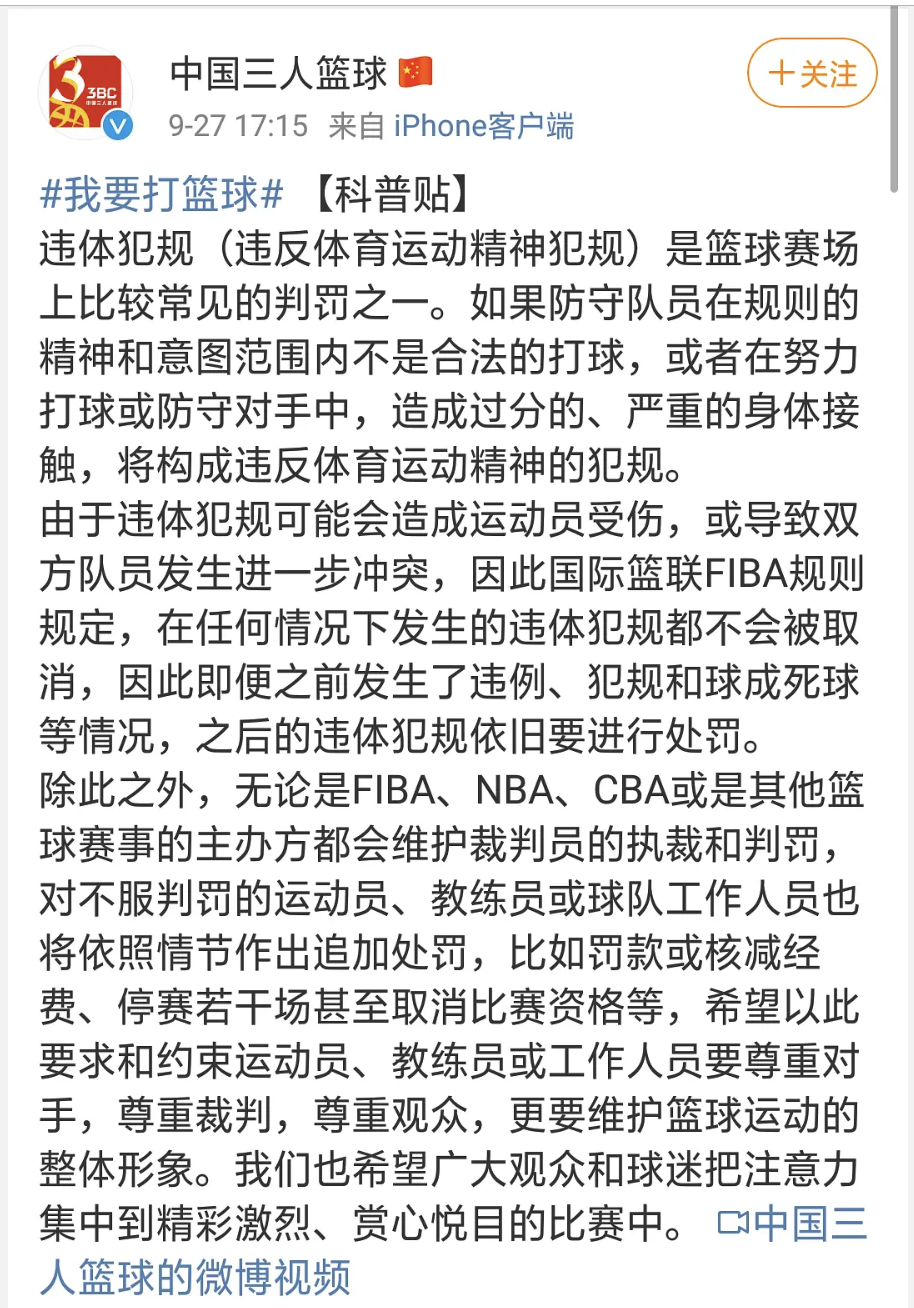 中国三人篮球🇨🇳
3BC
中国三人篮球
＋关注
9-27 17:15 来自 iPhone客户端
#我要打篮球# 【科普贴】
违体犯规（违反体育运动精神犯规）是篮球赛场
上比较常见的判罚之一。如果防守队员在规则的
精神和意图范围内不是合法的打球，或者在努力
打球或防守对手中，造成过分的、严重的身体接
触，将构成违反体育运动精神的犯规。
由于违体犯规可能会造成运动员受伤，或导致双
方队员发生进一步冲突，因此国际篮联FIBA规则
规定，在任何情况下发生的违体犯规都不会被取
消，因此即便之前发生了违例、犯规和球成死球
等情况，之后的违体犯规依旧要进行处罚。
除此之外，无论是FIBA、NBA、CBA或是其他篮
球赛事的主办方都会维护裁判员的执裁和判罚，
对不服判罚的运动员、教练员或球队工作人员也
将依照情节作出追加处罚，比如罚款或核减经
费、停赛若干场甚至取消比赛资格等，希望以此
要求和约束运动员、教练员或工作人员要尊重对
手，尊重裁判，尊重观众，更要维护篮球运动的
整体形象。我们也希望广大观众和球迷把注意力
集中到精彩激烈、赏心悦目的比赛中。 中国三
人篮球的微博视频